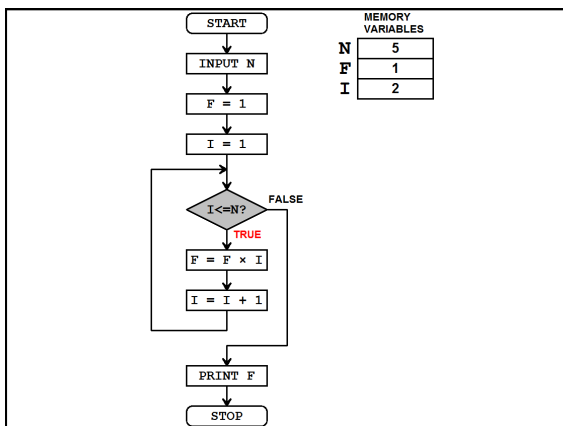 START
INPUT N
F = 1
I = 1
I<=N?
FALSE
TRUE
F = F × I
I = I + 1
PRINT F
STOP
MEMORY
VARIABLES
N 5
F 1
I 2